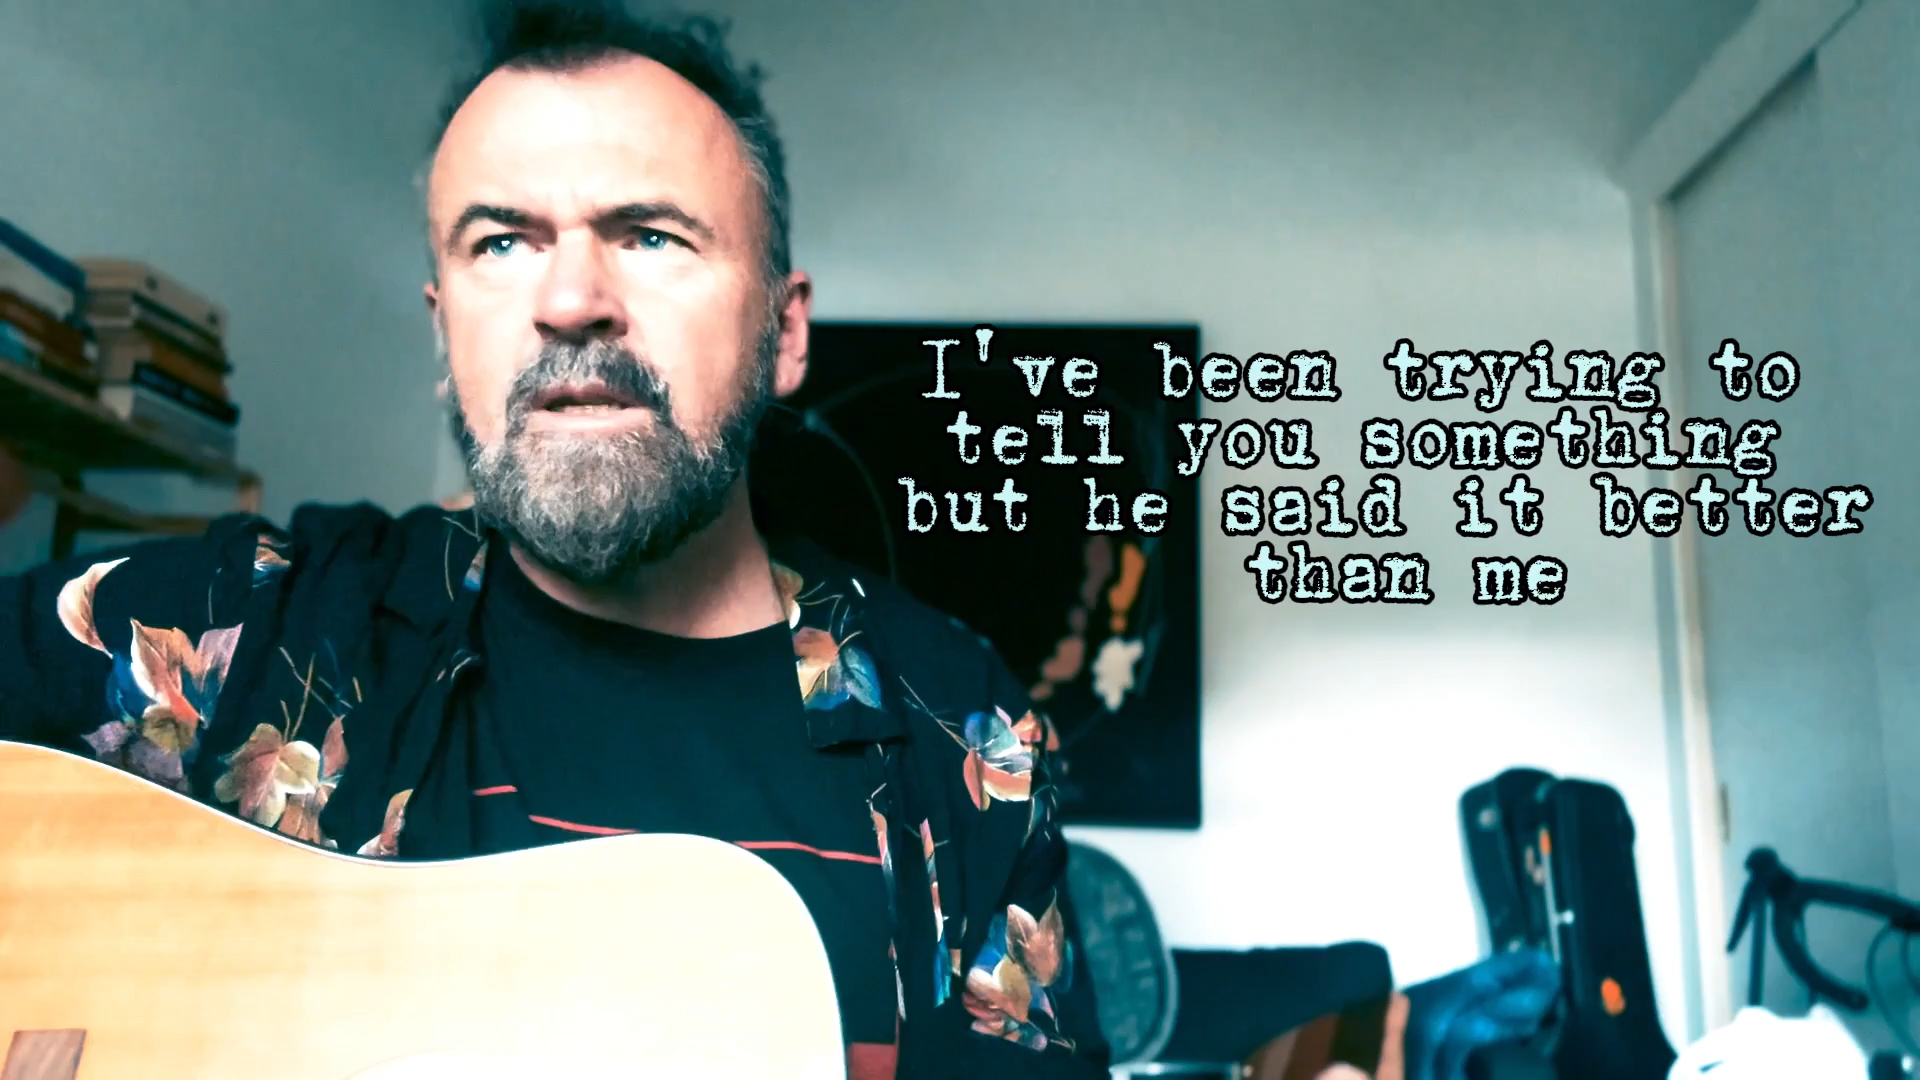 I've been trying to
tell you something
but he said it better
than me